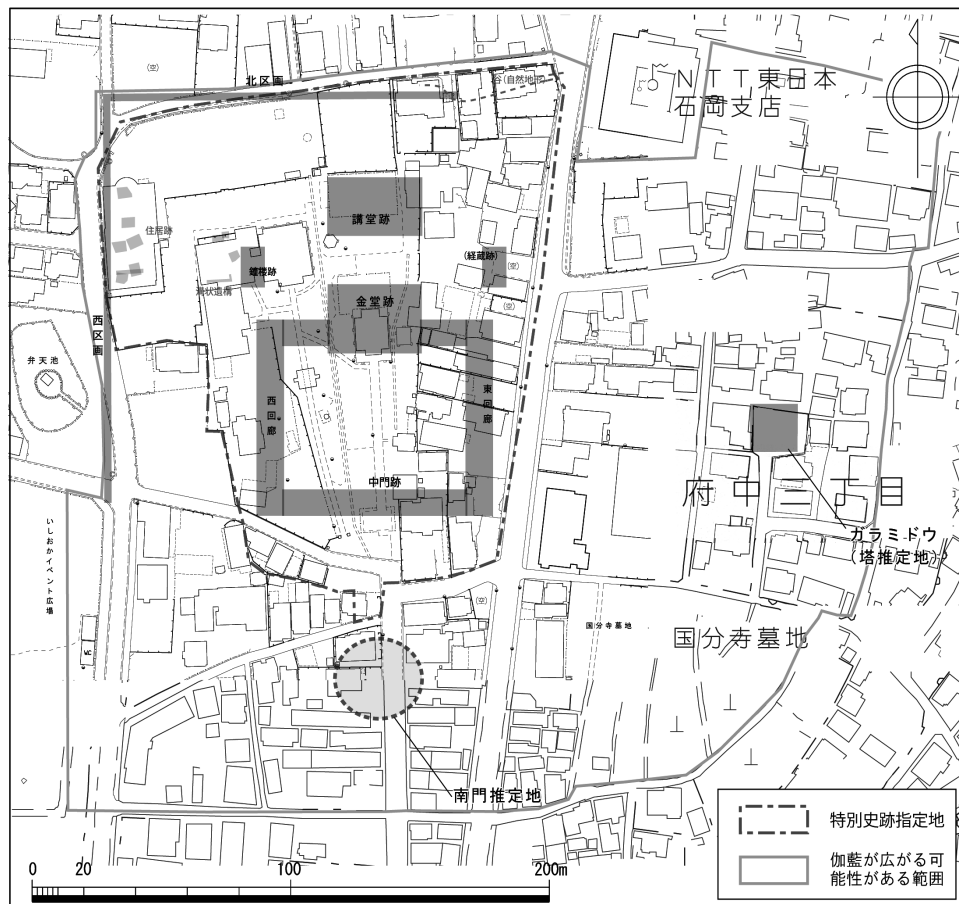 北区画
(空)
谷(自然地形)
NTT東日本
石岡支店
講堂跡
住居跡
鐘楼跡
(経蔵跡)
(空)
溝状遺構
金堂跡
(空)
西区画
弁天池
西回廊
東回廊
中門跡
府中二丁目
ガラミドウ
(塔推定地)
いしおかイベント広場
WC
(空)
国分寺墓地
国分寺墓地
南門推定地
特別史跡指定地
伽藍が広がる可
能性がある範囲
0 20 100 200m